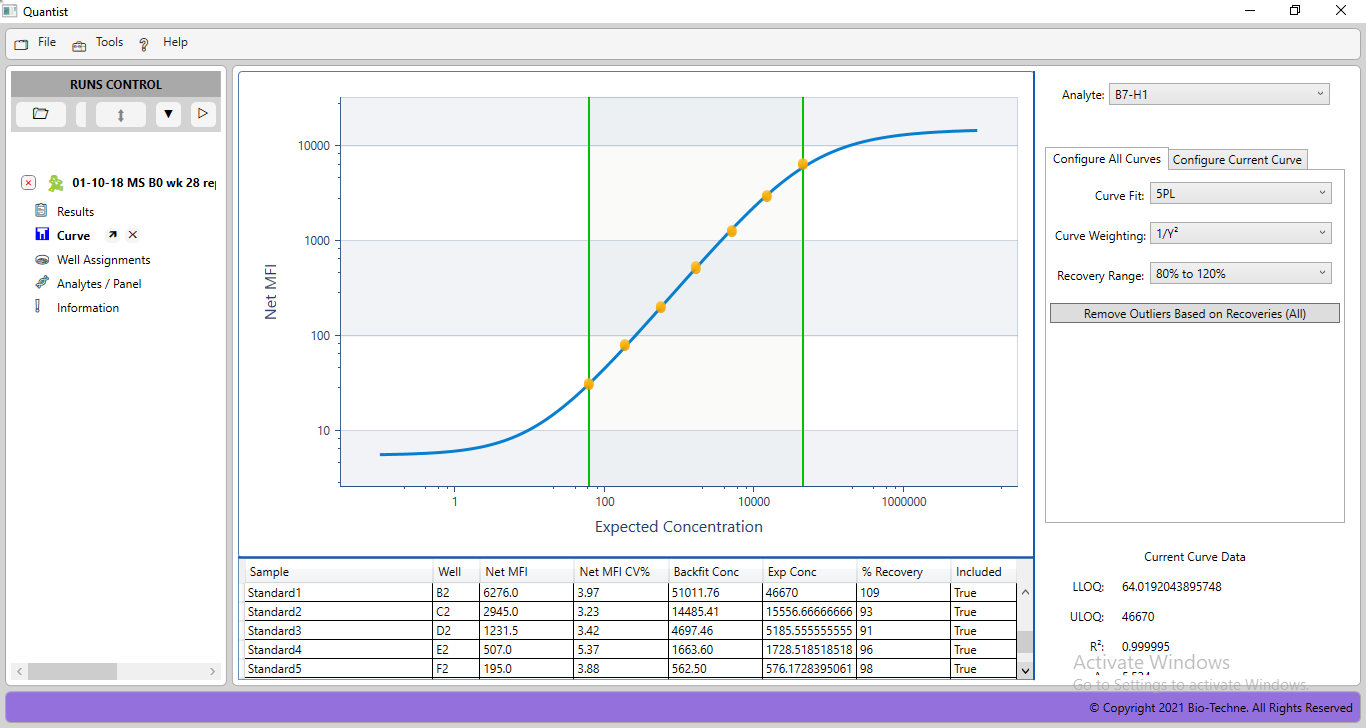 Quantist
File Tools ? Help
RUNS CONTROL
01-10-18 MS B0 wk 28 rep
Results
Curve
Well Assignments
Analytes / Panel
Information
10000
1000
100
10
Net MFI
1 100 10000 1000000
Expected Concentration
Analyte: B7-H1
Configure All Curves Configure Current Curve
Curve Fit: 5PL
Curve Weighting: 1/Y²
Recovery Range: 80% to 120%
Remove Outliers Based on Recoveries (All)
Sample Well Net MFI Net MFI CV% Backfit Conc Exp Conc % Recovery Included
Standard1 B2 6276.0 3.97 51011.76 46670 109 True
Standard2 C2 2945.0 3.23 14485.41 15556.66666666 93 True
Standard3 D2 1231.5 3.42 4697.46 5185.555555555 91 True
Standard4 E2 507.0 5.37 1663.60 1728.518518518 96 True
Standard5 F2 195.0 3.88 562.50 576.1728395061 98 True
Current Curve Data
LLOQ: 64.0192043895748
ULOQ: 46670
R²: 0.999995
Activate Windows
Go to Settings to activate Windows.
© Copyright 2021 Bio-Techne. All Rights Reserved